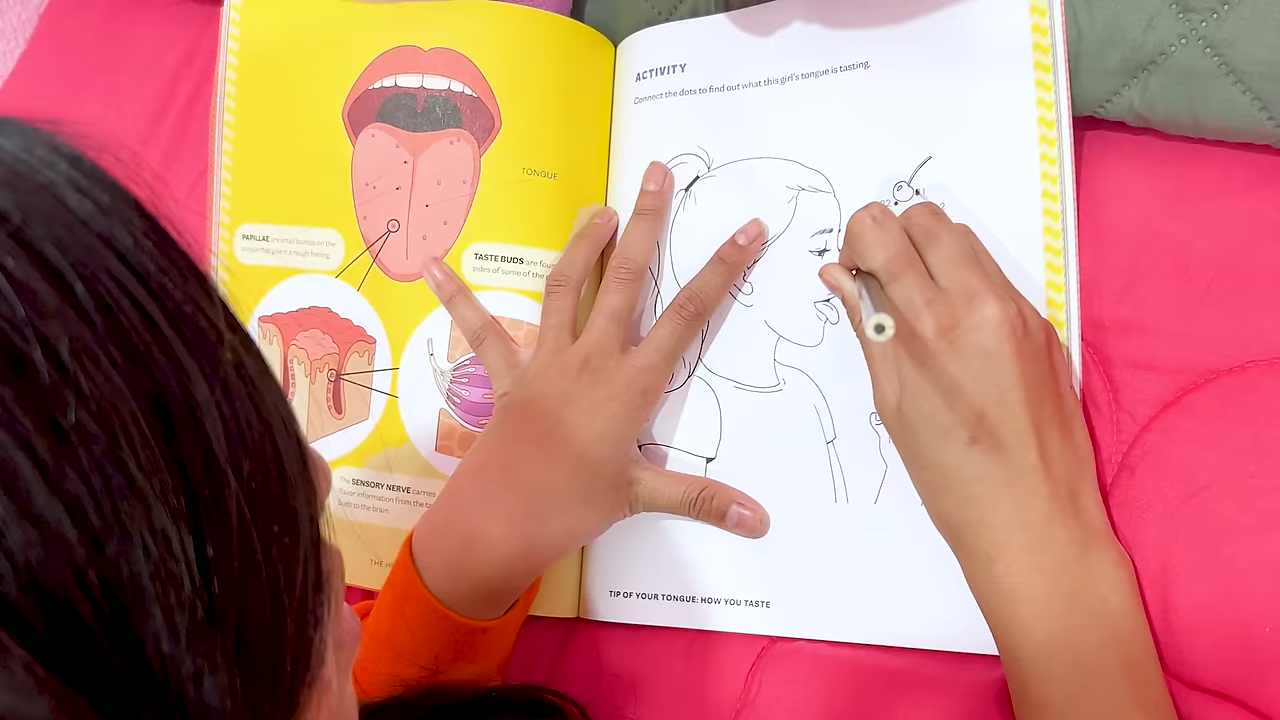 TONGUE
PAPILLAE are small bumps on the
tongue that give it a rough feeling.
TASTE BUDS are
sides of some of the
The SENSORY NERVE carries
flavor information from the
buds to the brain
ACTIVITY
Connect the dots to find out what this girl's tongue is tasting.
TIP OF YOUR TONGUE: HOW YOU TASTE